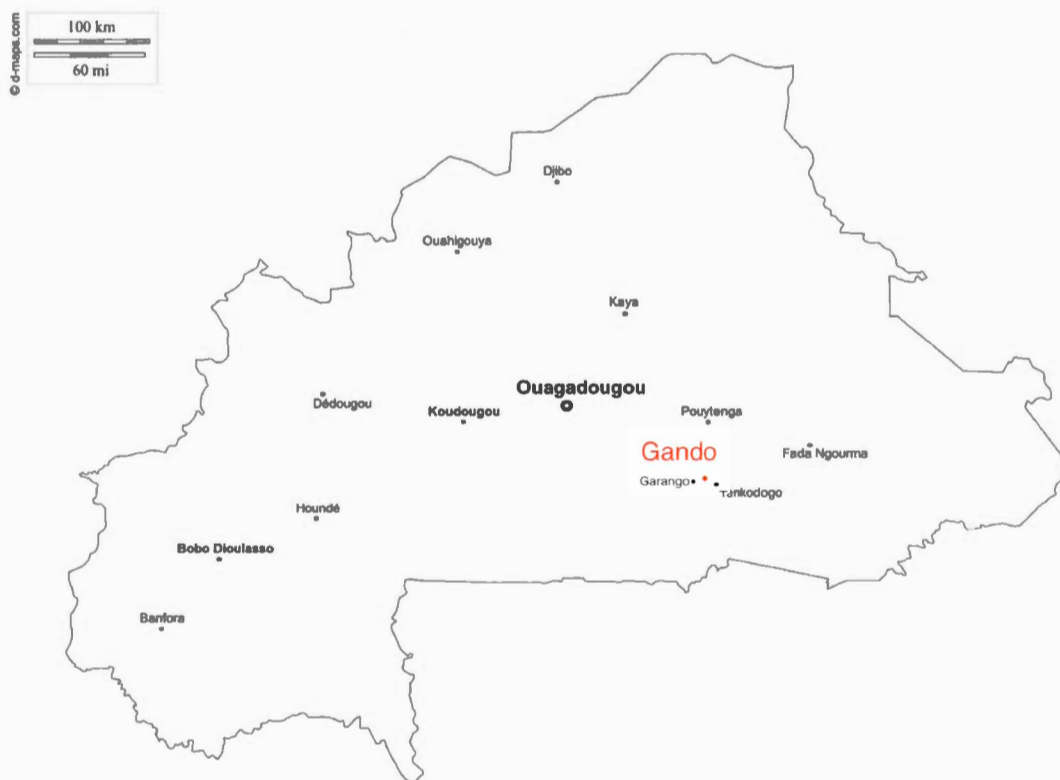 © d-maps.com
100 km
60 mi
Djibo
Ouahigouya
Kaya
Ouagadougou
Dédougou
Koudougou
Pouytenga
Gando
Fada Ngourma
Garango
Tenkodogo
Houndé
Bobo Dioulasso
Banfora